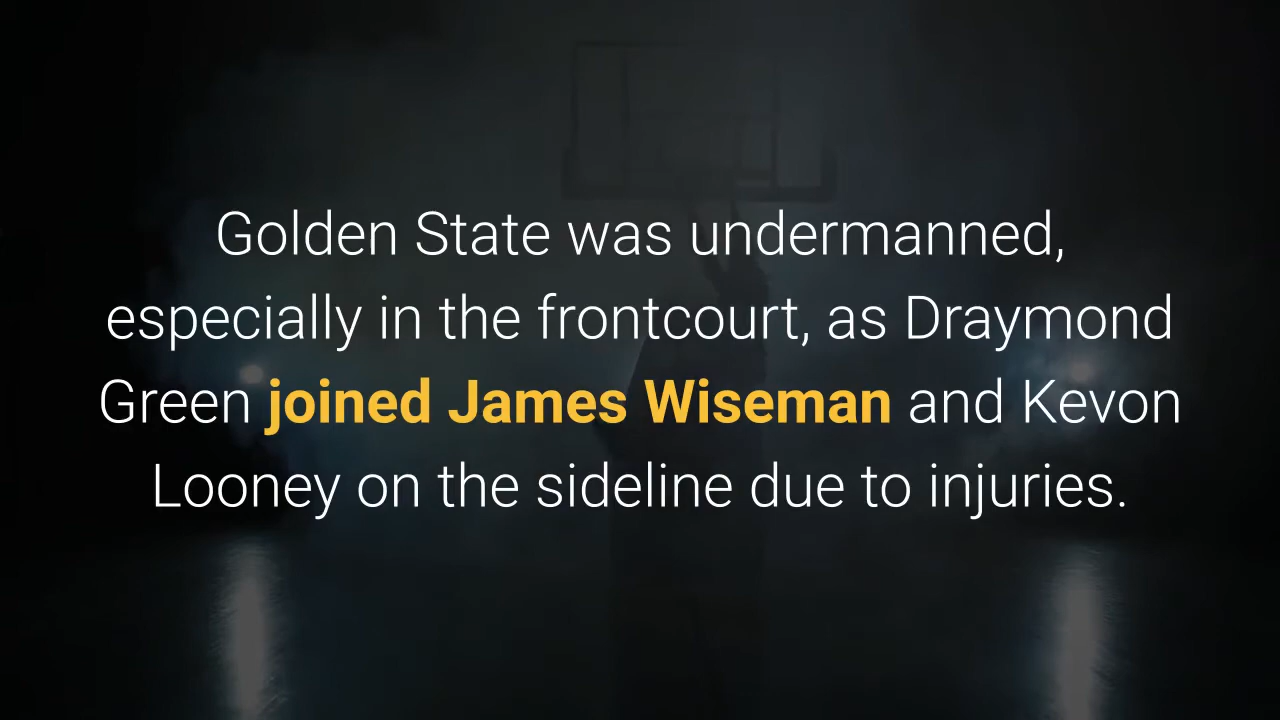 Golden State was undermanned,
especially in the frontcourt, as Draymond
Green joined James Wiseman and Kevon
Looney on the sideline due to injuries.